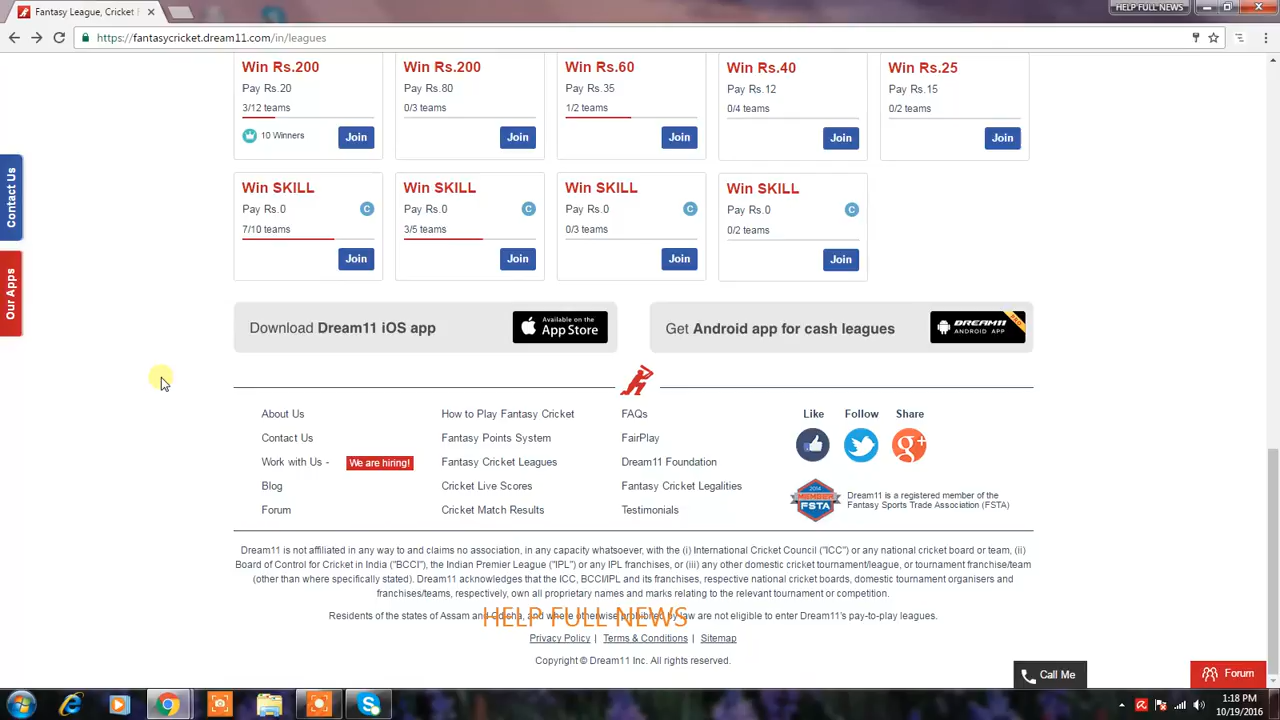 Fantasy League, Cricket
HELP FULL NEWS
https://fantasycricket.dream11.com/in/leagues
Win Rs.200
Pay Rs.20
3/12 teams
10 Winners
Join
Win Rs.200
Pay Rs.80
0/3 teams
Join
Win Rs.60
Pay Rs.35
1/2 teams
Join
Win Rs.40
Pay Rs.12
0/4 teams
Join
Win Rs.25
Pay Rs.15
0/2 teams
Join
Win SKILL
Pay Rs.0
C
7/10 teams
Join
Win SKILL
Pay Rs.0
C
3/5 teams
Join
Win SKILL
Pay Rs.0
C
0/3 teams
Join
Win SKILL
Pay Rs.0
C
0/2 teams
Join
Contact Us
Our Apps
Download Dream11 iOS app
Available on the
App Store
Get Android app for cash leagues
DREAM11
ANDROID APP
About Us
Contact Us
Work with Us - We are hiring!
Blog
Forum
How to Play Fantasy Cricket
Fantasy Points System
Fantasy Cricket Leagues
Cricket Live Scores
Cricket Match Results
FAQs
FairPlay
Dream11 Foundation
Fantasy Cricket Legalities
Testimonials
Like Follow Share
2014
MEMBER
FSTA
Dream11 is a registered member of the
Fantasy Sports Trade Association (FSTA)
Dream11 is not affiliated in any way to and claims no association, in any capacity whatsoever, with the (i) International Cricket Council ("ICC") or any national cricket board or team, (ii)
Board of Control for Cricket in India ("BCCI"), the Indian Premier League ("IPL") or any IPL franchises, or (iii) any other domestic cricket tournament/league, or tournament franchise/team
(other than where specifically stated). Dream11 acknowledges that the ICC, BCCI/IPL and its franchises, respective national cricket boards, domestic tournament organisers and
franchises/teams, respectively, own all proprietary names and marks relating to the relevant tournament or competition.
Residents of the states of Assam and Odisha, and where otherwise prohibited by law are not eligible to enter Dream11's pay-to-play leagues.
HELP FULL NEWS
Privacy Policy | Terms & Conditions | Sitemap
Copyright © Dream11 Inc. All rights reserved.
Call Me
Forum
1:18 PM
10/19/2016